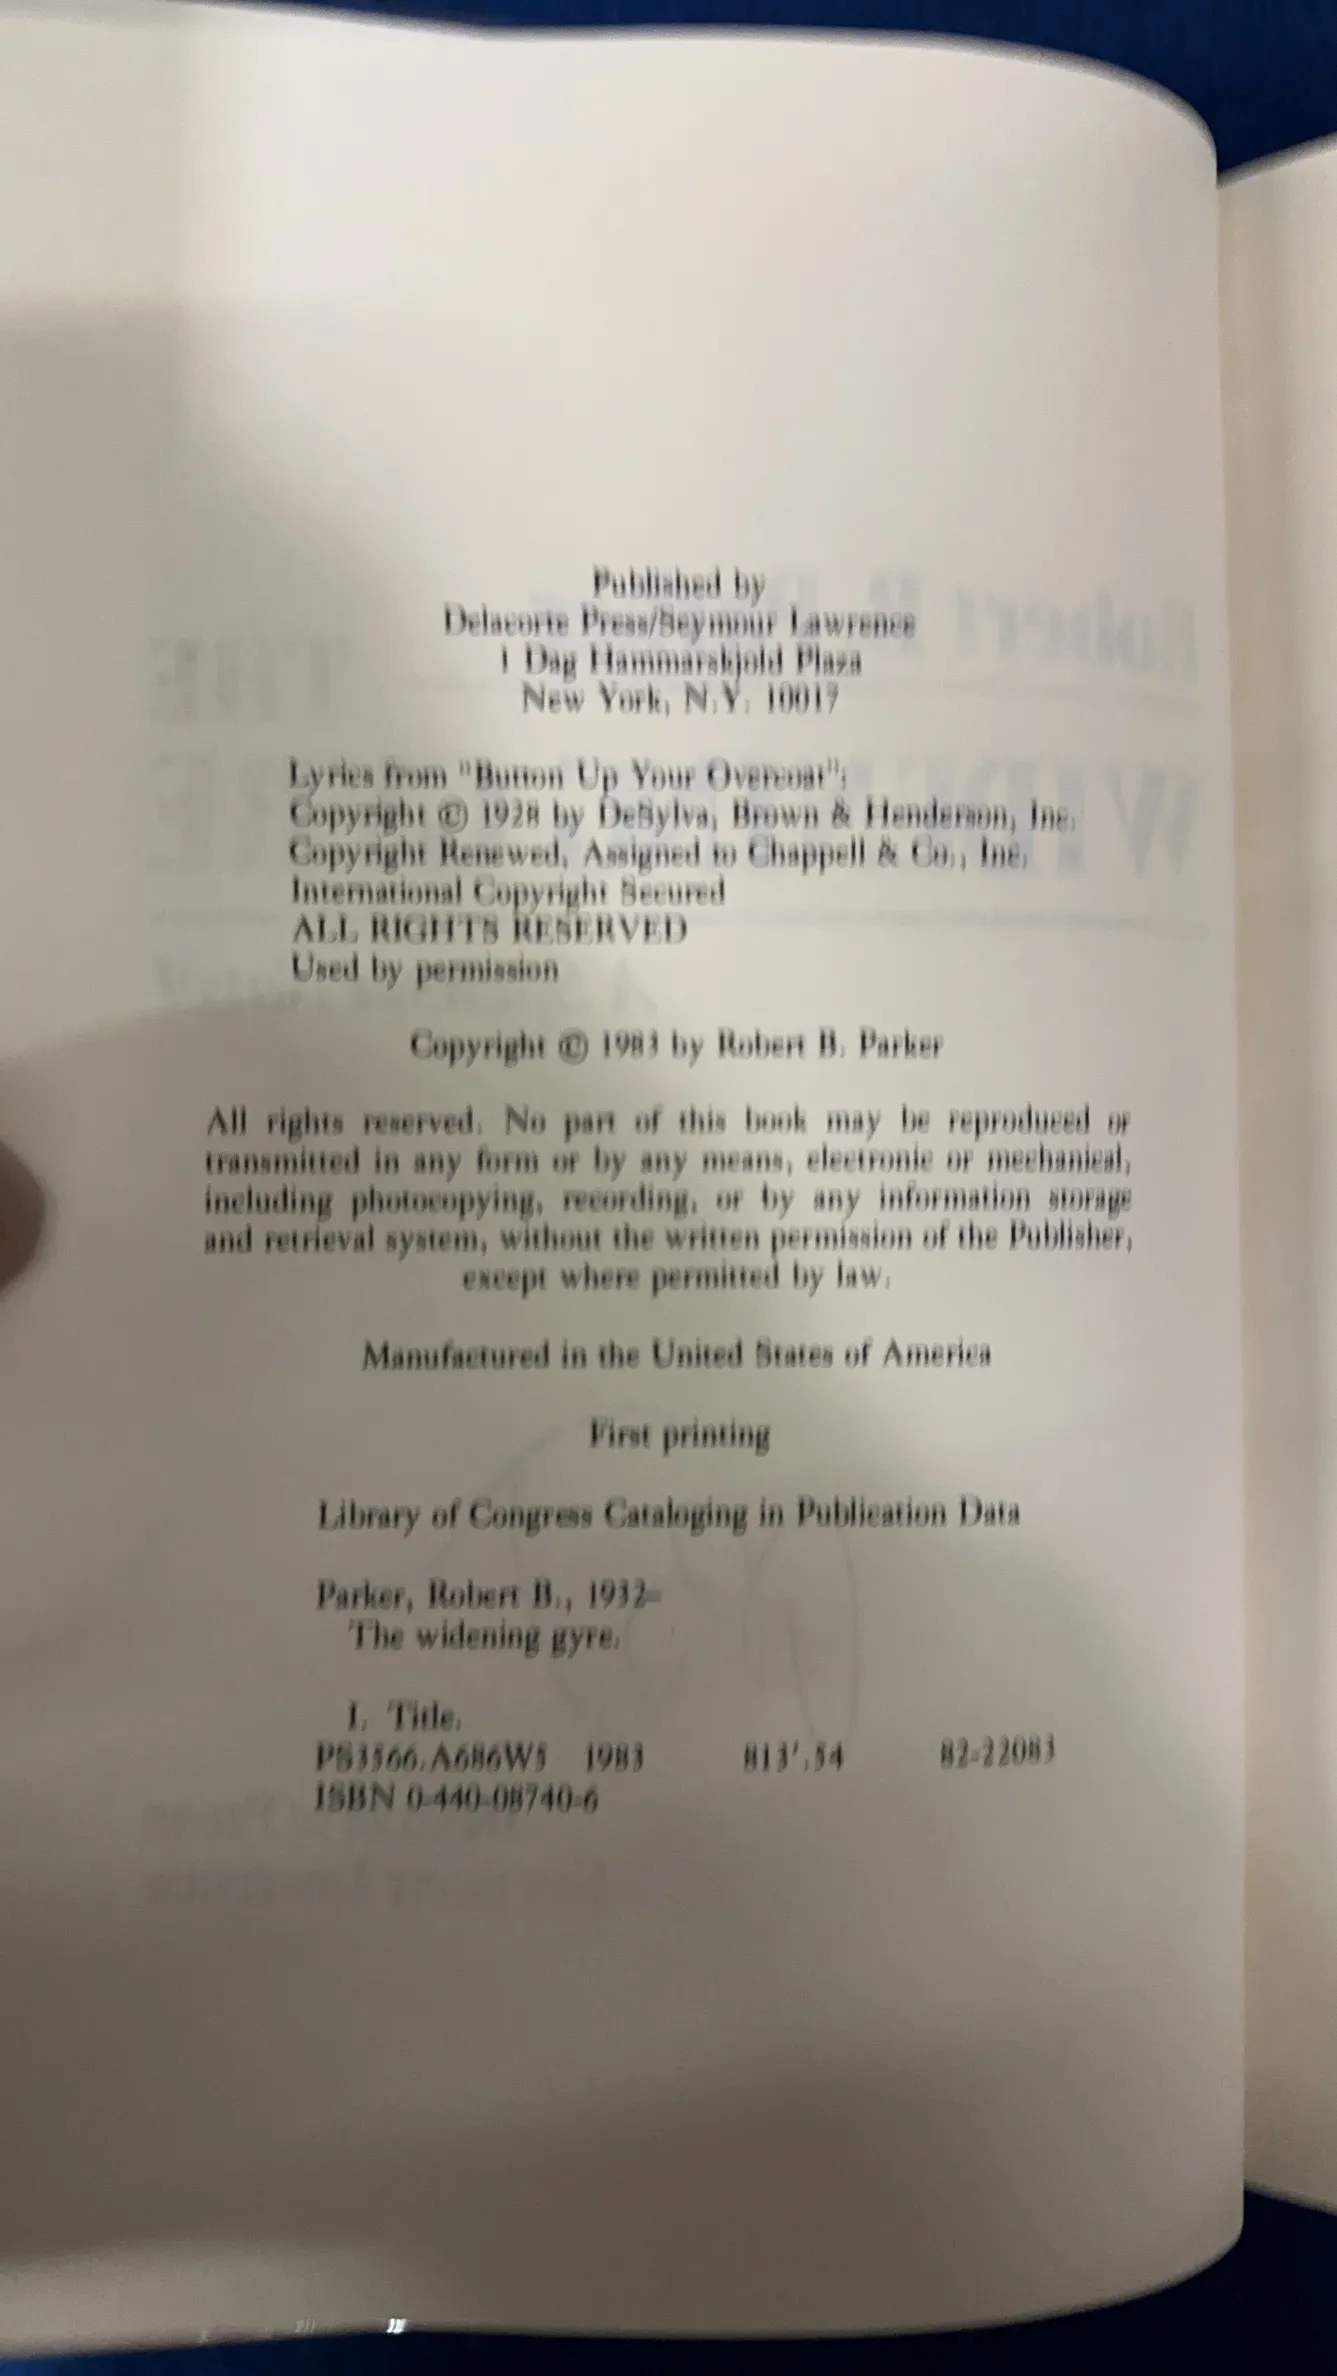 Published by
Delacorte Press/Seymour Lawrence
1 Dag Hammarskjold Plaza
New York, N.Y. 10017
Lyrics from "Button Up Your Overcoat":
Copyright © 1928 by DeSylva, Brown & Henderson, Inc.
Copyright Renewed, Assigned to Chappell & Co., Inc.
International Copyright Secured
ALL RIGHTS RESERVED
Used by permission
Copyright © 1983 by Robert B. Parker
All rights reserved. No part of this book may be reproduced or
transmitted in any form or by any means, electronic or mechanical,
including photocopying, recording, or by any information storage
and retrieval system, without the written permission of the Publisher,
except where permitted by law.
Manufactured in the United States of America
First printing
Library of Congress Cataloging in Publication Data
Parker, Robert B., 1932–
The widening gyre.
I. Title.
PS3566.A686W5 1983 813'.54 82-22083
ISBN 0-440-08740-6